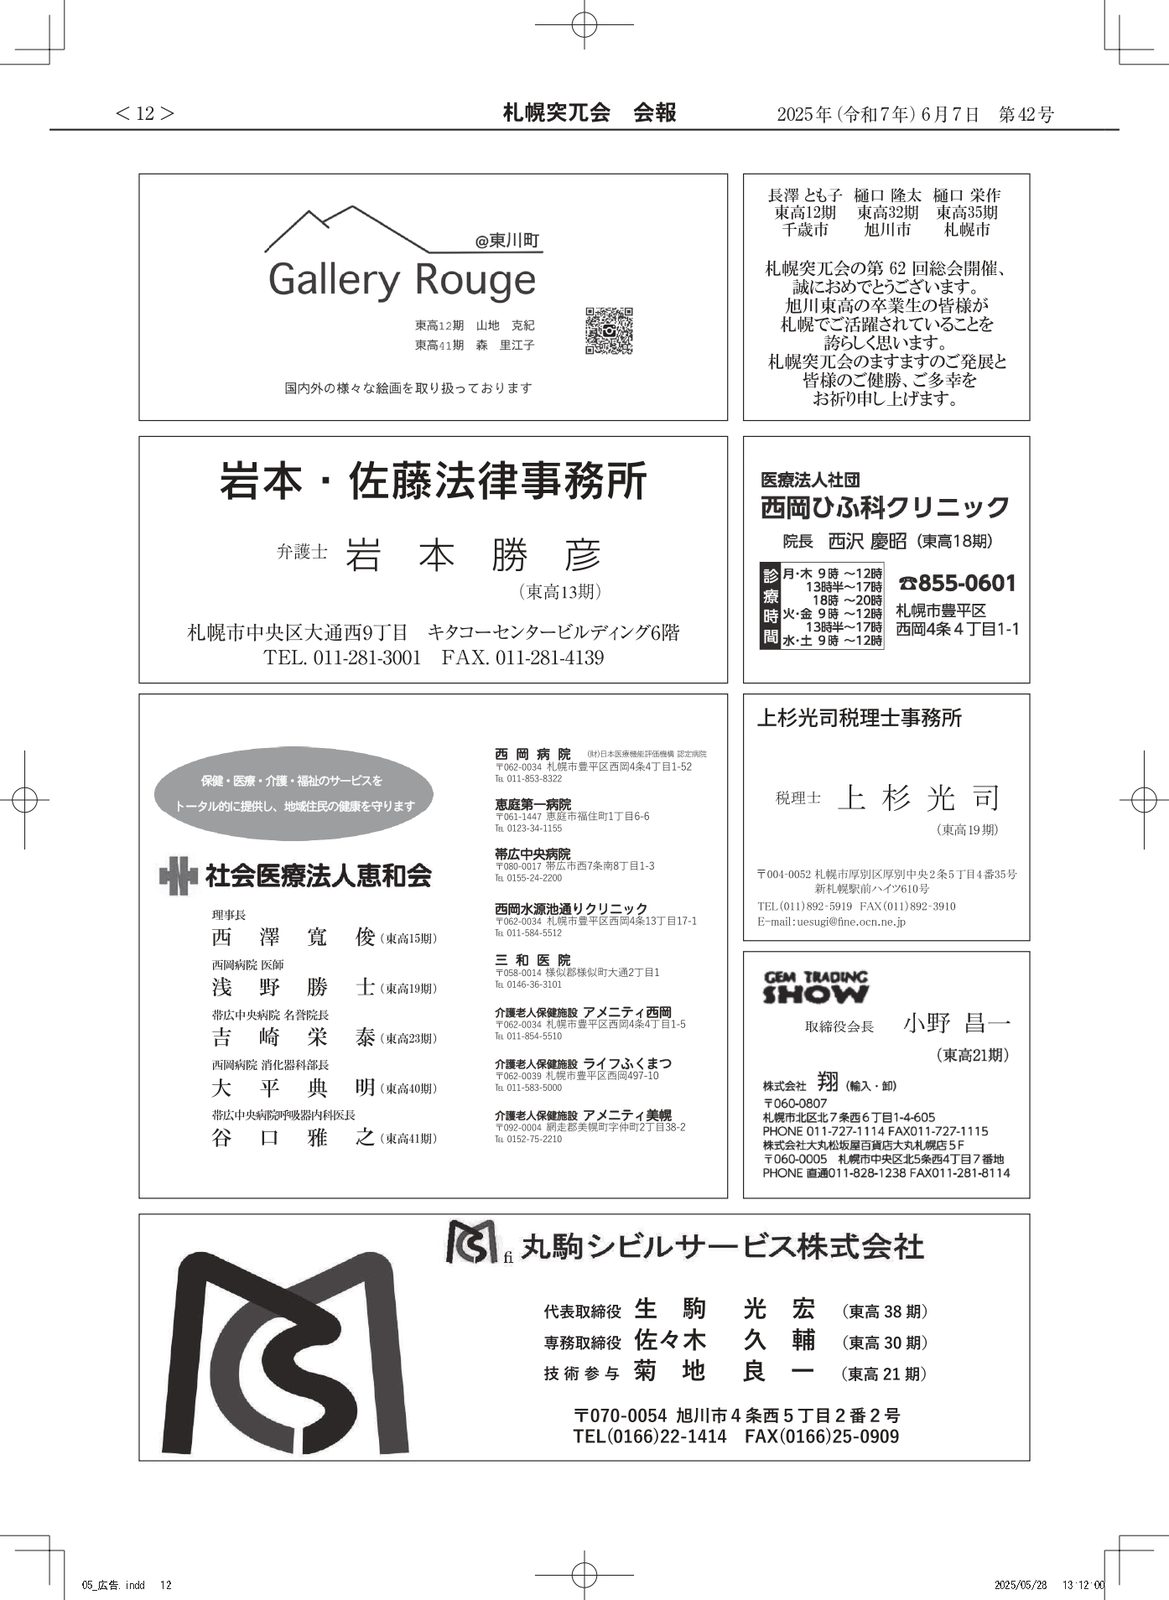 ＜12＞
札幌突兀会　会報
2025年（令和7年）6月7日　第42号
@東川町
Gallery Rouge
東高12期　山地　克紀
東高41期　森　里江子
国内外の様々な絵画を取り扱っております
長澤 とも子　樋口 隆太　樋口 栄作
東高12期　東高32期　東高35期
千歳市　旭川市　札幌市
札幌突兀会の第 62 回総会開催、
誠におめでとうございます。
旭川東高の卒業生の皆様が
札幌でご活躍されていることを
誇らしく思います。
札幌突兀会のますますのご発展と
皆様のご健勝、ご多幸を
お祈り申し上げます。
岩本・佐藤法律事務所
弁護士　岩本勝彦
（東高13期）
札幌市中央区大通西9丁目　キタコーセンタービルディング6階
TEL. 011-281-3001　FAX. 011-281-4139
医療法人社団
西岡ひふ科クリニック
院長　西沢 慶昭（東高18期）
診療時間
月・木 9時 〜12時
13時半〜17時
18時 〜20時
火・金 9時 〜12時
13時半〜17時
水・土 9時 〜12時
☎855-0601
札幌市豊平区
西岡4条４丁目1-1
保健・医療・介護・福祉のサービスを
トータル的に提供し、地域住民の健康を守ります
社会医療法人恵和会
理事長
西澤寛俊（東高15期）
西岡病院 医師
浅野勝士（東高19期）
帯広中央病院 名誉院長
吉崎栄泰（東高23期）
西岡病院 消化器科部長
大平典明（東高40期）
帯広中央病院呼吸器内科医長
谷口雅之（東高41期）
西岡病院　(財)日本医療機能評価機構 認定病院
〒062-0034 札幌市豊平区西岡4条4丁目1-52
℡ 011-853-8322
恵庭第一病院
〒061-1447 恵庭市福住町1丁目6-6
℡ 0123-34-1155
帯広中央病院
〒080-0017 帯広市西7条南8丁目1-3
℡ 0155-24-2200
西岡水源池通りクリニック
〒062-0034 札幌市豊平区西岡4条13丁目17-1
℡ 011-584-5512
三和医院
〒058-0014 様似郡様似町大通2丁目1
℡ 0146-36-3101
介護老人保健施設 アメニティ西岡
〒062-0034 札幌市豊平区西岡4条4丁目1-5
℡ 011-854-5510
介護老人保健施設 ライフふくまつ
〒062-0039 札幌市豊平区西岡497-10
℡ 011-583-5000
介護老人保健施設 アメニティ美幌
〒092-0004 網走郡美幌町字仲町2丁目38-2
℡ 0152-75-2210
上杉光司税理士事務所
税理士　上杉光司
（東高19期）
〒004-0052 札幌市厚別区厚別中央２条５丁目４番35号
新札幌駅前ハイツ610号
TEL（011）892-5919　FAX（011）892-3910
E-mail：uesugi@fine.ocn.ne.jp
GEM TRADING
SHOW
取締役会長　小野 昌一
（東高21期）
株式会社　翔（輸入・卸）
〒060-0807
札幌市北区北７条西６丁目1-4-605
PHONE 011-727-1114 FAX011-727-1115
株式会社大丸松坂屋百貨店大丸札幌店５F
〒060-0005　札幌市中央区北5条西4丁目７番地
PHONE 直通011-828-1238 FAX011-281-8114
fi 丸駒シビルサービス株式会社
代表取締役　生駒　光宏（東高 38 期）
専務取締役　佐々木　久輔（東高 30 期）
技術参与　菊地　良一（東高 21 期）
〒070-0054 旭川市４条西５丁目２番２号
TEL(0166)22-1414　FAX(0166)25-0909
05_広告.indd　12
2025/05/28　13:12:00